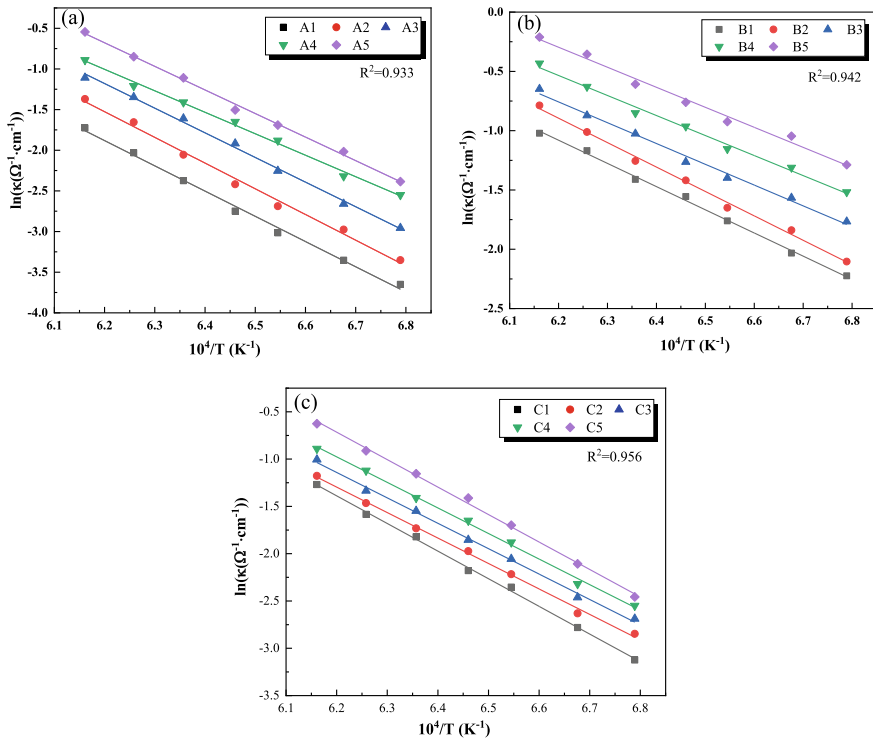 (a)
A1 A2 A3
A4 A5
R²=0.933
ln(κ(Ω⁻¹·cm⁻¹))
-0.5
-1.0
-1.5
-2.0
-2.5
-3.0
-3.5
-4.0
6.1 6.2 6.3 6.4 6.5 6.6 6.7 6.8
10⁴/T (K⁻¹)
(b)
B1 B2 B3
B4 B5
R²=0.942
ln(κ(Ω⁻¹·cm⁻¹))
0.0
-0.5
-1.0
-1.5
-2.0
-2.5
6.1 6.2 6.3 6.4 6.5 6.6 6.7 6.8
10⁴/T (K⁻¹)
(c)
C1 C2 C3
C4 C5
R²=0.956
ln(κ(Ω⁻¹·cm⁻¹))
-0.5
-1.0
-1.5
-2.0
-2.5
-3.0
-3.5
6.1 6.2 6.3 6.4 6.5 6.6 6.7 6.8
10⁴/T (K⁻¹)